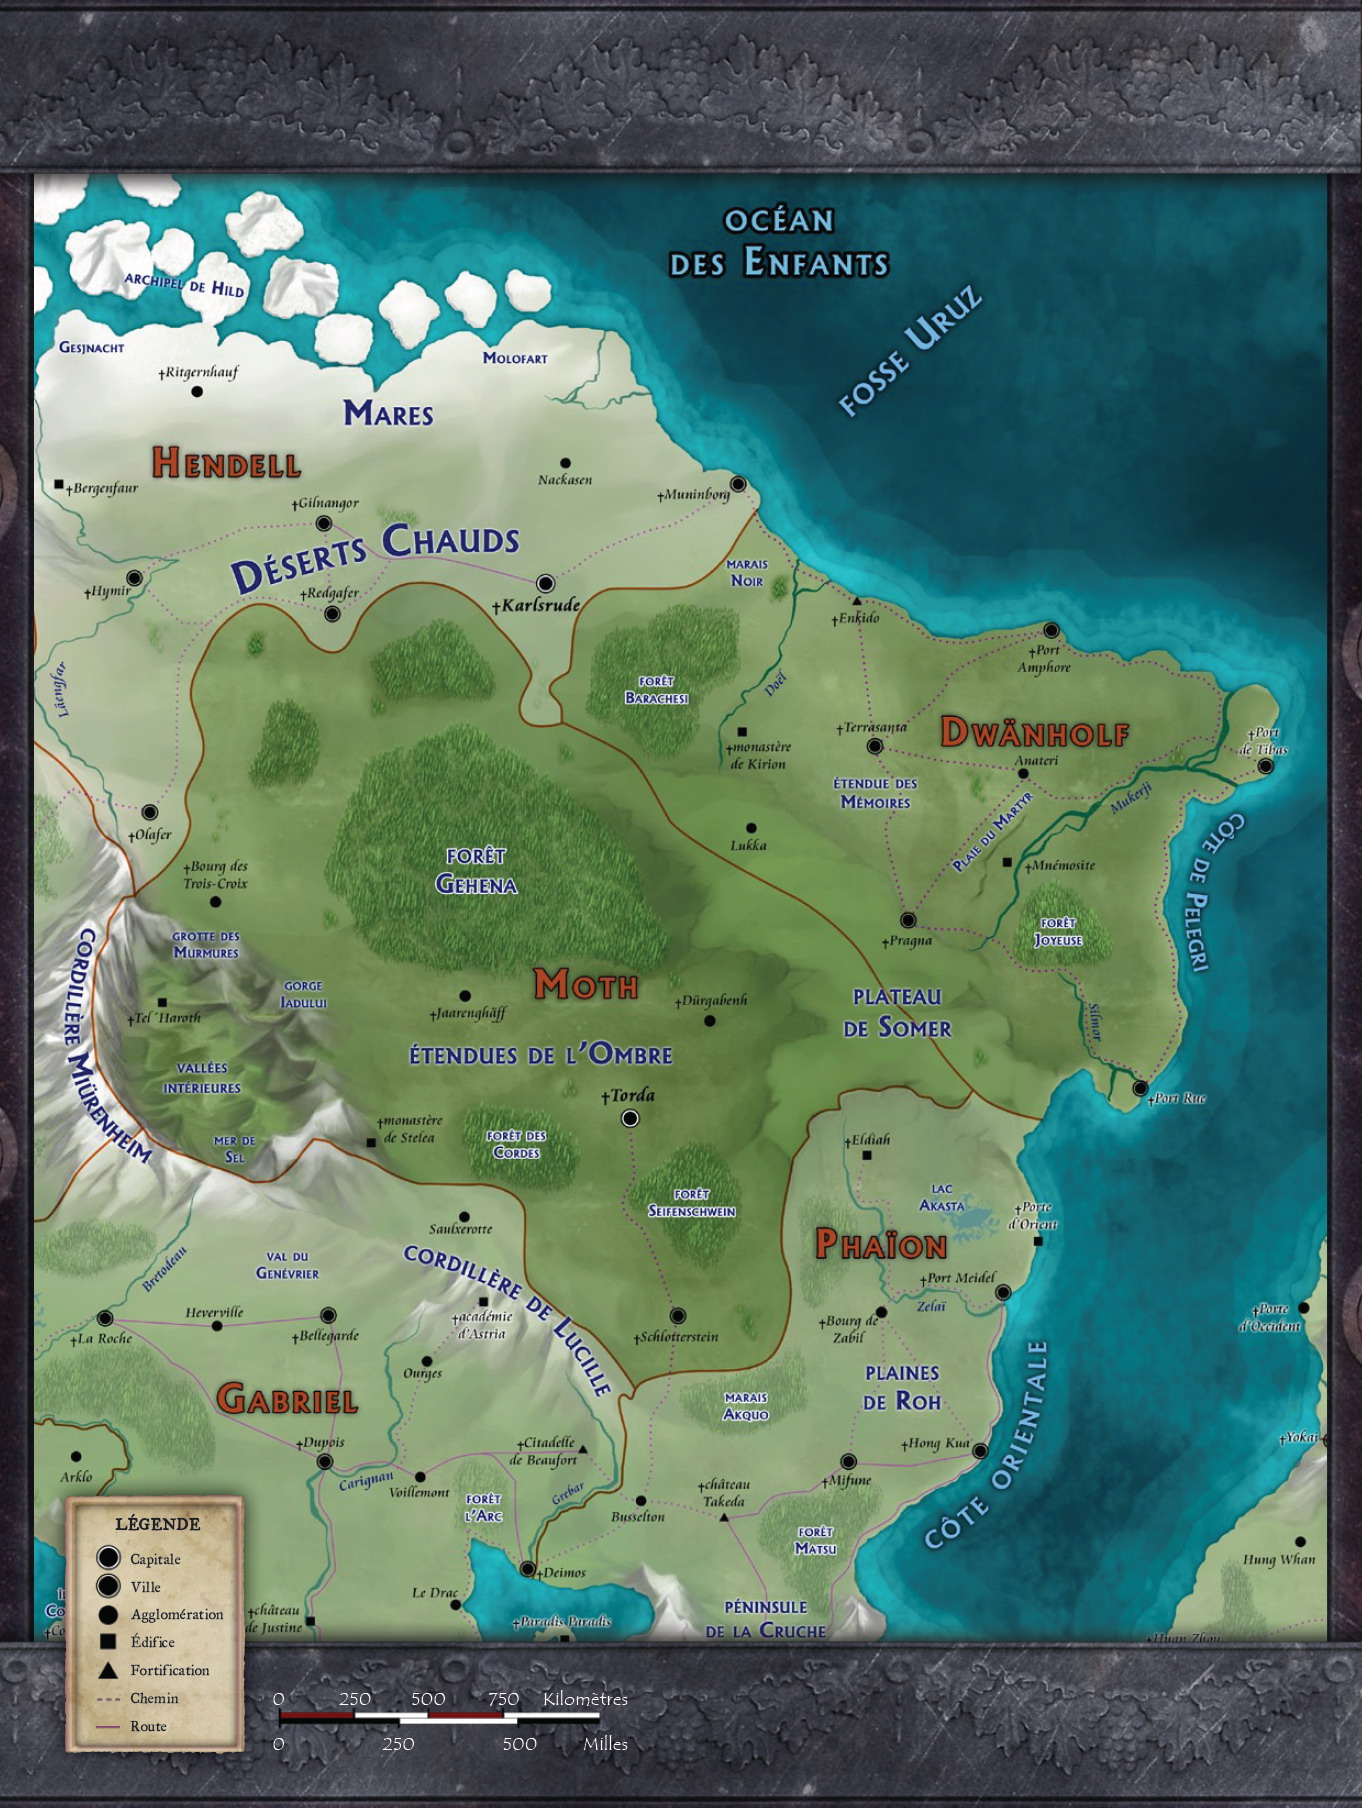 OCÉAN
DES ENFANTS
FOSSE URUZ
ARCHIPEL DE HILD
GESJNACHT
†Ritgernhauf
MOLOFART
MARES
HENDELL
†Bergenfaur
Nackasen
†Muninborg
†Gilnangor
DÉSERTS CHAUDS
†Hymir
†Redgafer
†Karlsrude
MARAIS
NOIR
†Enkido
†Port
Amphore
Lâengfar
FORÊT
BARACHESI
Doël
†monastère
de Kirion
†Terrasanta
DWÄNHOLF
Anateri
†Port
de Tibas
ÉTENDUE DES
MÉMOIRES
PLAIE DU MARTYR
Mukerji
CÔTE DE PELEGRI
†Olafer
Lukka
†Mnémosite
†Bourg des
Trois-Croix
FORÊT
GEHENA
†Pragna
FORÊT
JOYEUSE
CORDILLÈRE MIÜRENHEIM
GROTTE DES
MURMURES
GORGE
IADULUI
MOTH
†Tel´Haroth
†Jaarenghäff
†Dürgabenh
PLATEAU
DE SOMER
Silmor
ÉTENDUES DE L'OMBRE
VALLÉES
INTÉRIEURES
†Torda
†Port Rue
MER DE
SEL
†monastère
de Stelea
FORÊT DES
CORDES
†Eldiah
FORÊT
SEIFENSCHWEIN
LAC
AKASTA
†Porte
d'Orient
Saulxerotte
PHAÏON
Bretodeau
VAL DU
GENÉVRIER
CORDILLÈRE DE LUCILLE
†Port Meidel
Zelaï
†La Roche
Heverville
†Bellegarde
†académie
d'Astria
†Schlotterstein
†Bourg de
Zabil
†Porte
d'Occident
Ourges
PLAINES
DE ROH
GABRIEL
MARAIS
AKQUO
CÔTE ORIENTALE
†Dupois
†Citadelle
de Beaufort
†Hong Kua
†Yokai
Arklo
Carignan
Voillemont
Grebar
†Mifune
FORÊT
L'ARC
Busselton
†château
Takeda
FORÊT
MATSU
Hung Whan
†Deimos
Le Drac
†château
de Justine
†Paradis Paradis
PÉNINSULE
DE LA CRUCHE
†Huan Zhou
LÉGENDE
Capitale
Ville
Agglomération
Édifice
Fortification
Chemin
Route
0 250 500 750 Kilomètres
0 250 500 Milles